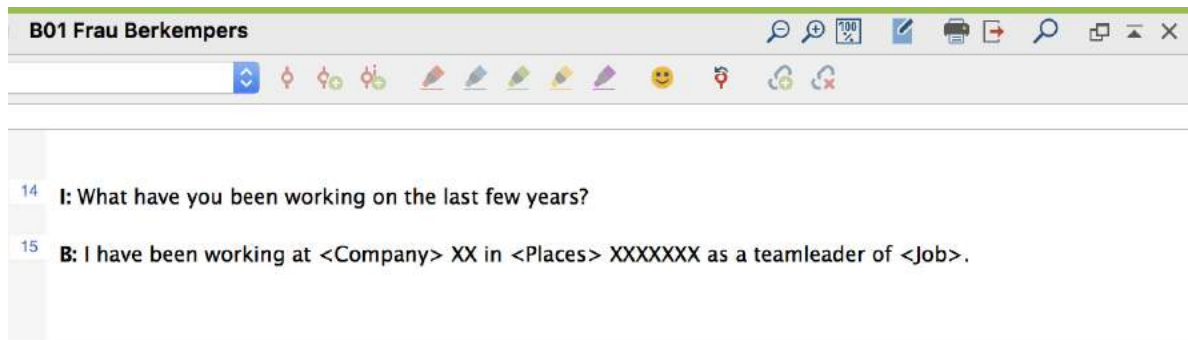 B01 Frau Berkempers
100
%
14 I: What have you been working on the last few years?
15 B: I have been working at <Company> XX in <Places> XXXXXXX as a teamleader of <Job>.